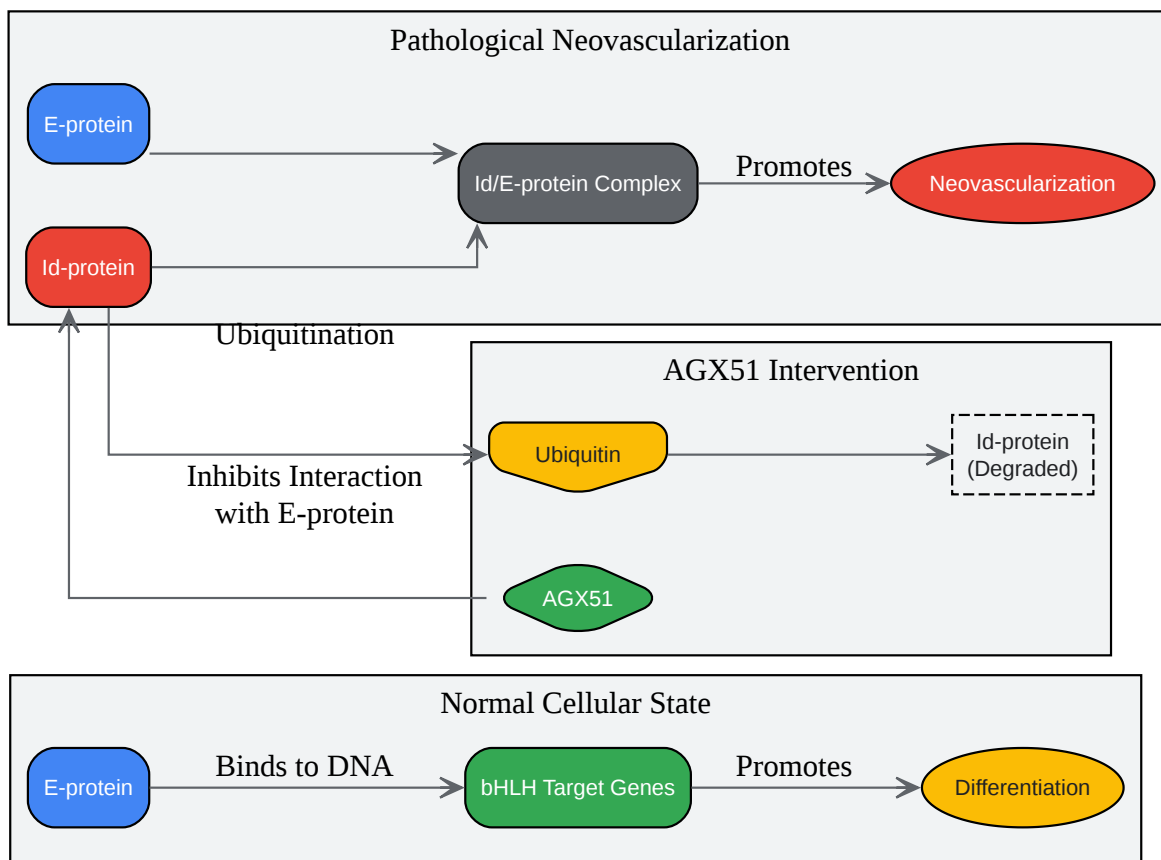 Pathological Neovascularization
E-protein
Id/E-protein Complex
Promotes
Neovascularization
Id-protein
Ubiquitination
AGX51 Intervention
Ubiquitin
Id-protein
(Degraded)
Inhibits Interaction
with E-protein
AGX51
Normal Cellular State
E-protein
Binds to DNA
bHLH Target Genes
Promotes
Differentiation